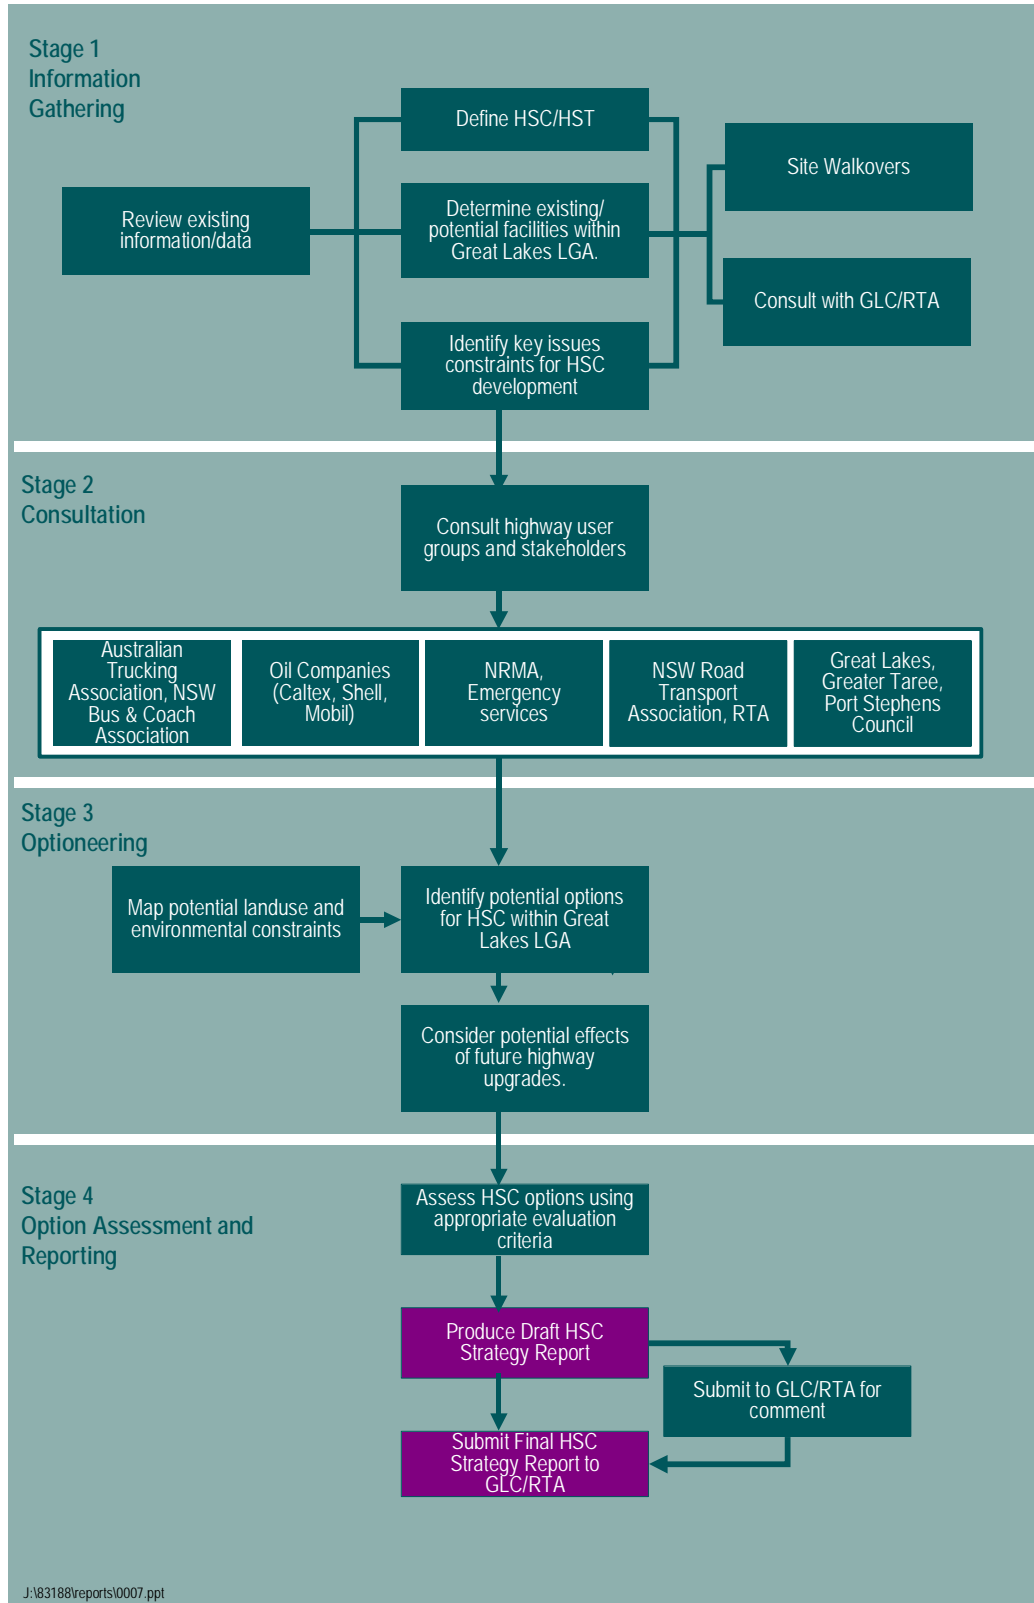 Stage 1
Information
Gathering
Define HSC/HST
Site Walkovers
Review existing
information/data
Determine existing/
potential facilities within
Great Lakes LGA.
Consult with GLC/RTA
Identify key issues
constraints for HSC
development
Stage 2
Consultation
Consult highway user
groups and stakeholders
Australian
Trucking
Association, NSW
Bus & Coach
Association
Oil Companies
(Caltex, Shell,
Mobil)
NRMA,
Emergency
services
NSW Road
Transport
Association, RTA
Great Lakes,
Greater Taree,
Port Stephens
Council
Stage 3
Optioneering
Map potential landuse and
environmental constraints
Identify potential options
for HSC within Great
Lakes LGA
Consider potential effects
of future highway
upgrades.
Stage 4
Option Assessment and
Reporting
Assess HSC options using
appropriate evaluation
criteria
Produce Draft HSC
Strategy Report
Submit to GLC/RTA for
comment
Submit Final HSC
Strategy Report to
GLC/RTA
J:\83188\reports\0007.ppt